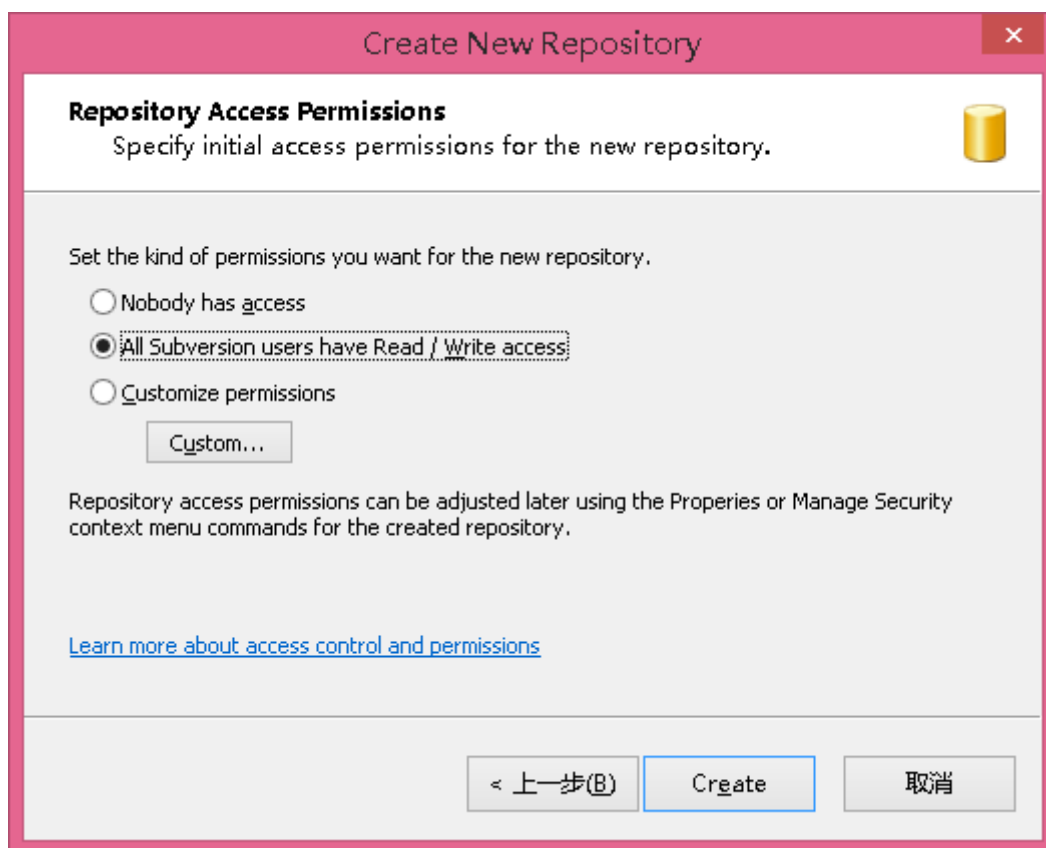 Create New Repository
Repository Access Permissions
Specify initial access permissions for the new repository.
Set the kind of permissions you want for the new repository.
Nobody has access
All Subversion users have Read / Write access
Customize permissions
Custom...
Repository access permissions can be adjusted later using the Properies or Manage Security
context menu commands for the created repository.
Learn more about access control and permissions
< 上一步(B) Create 取消